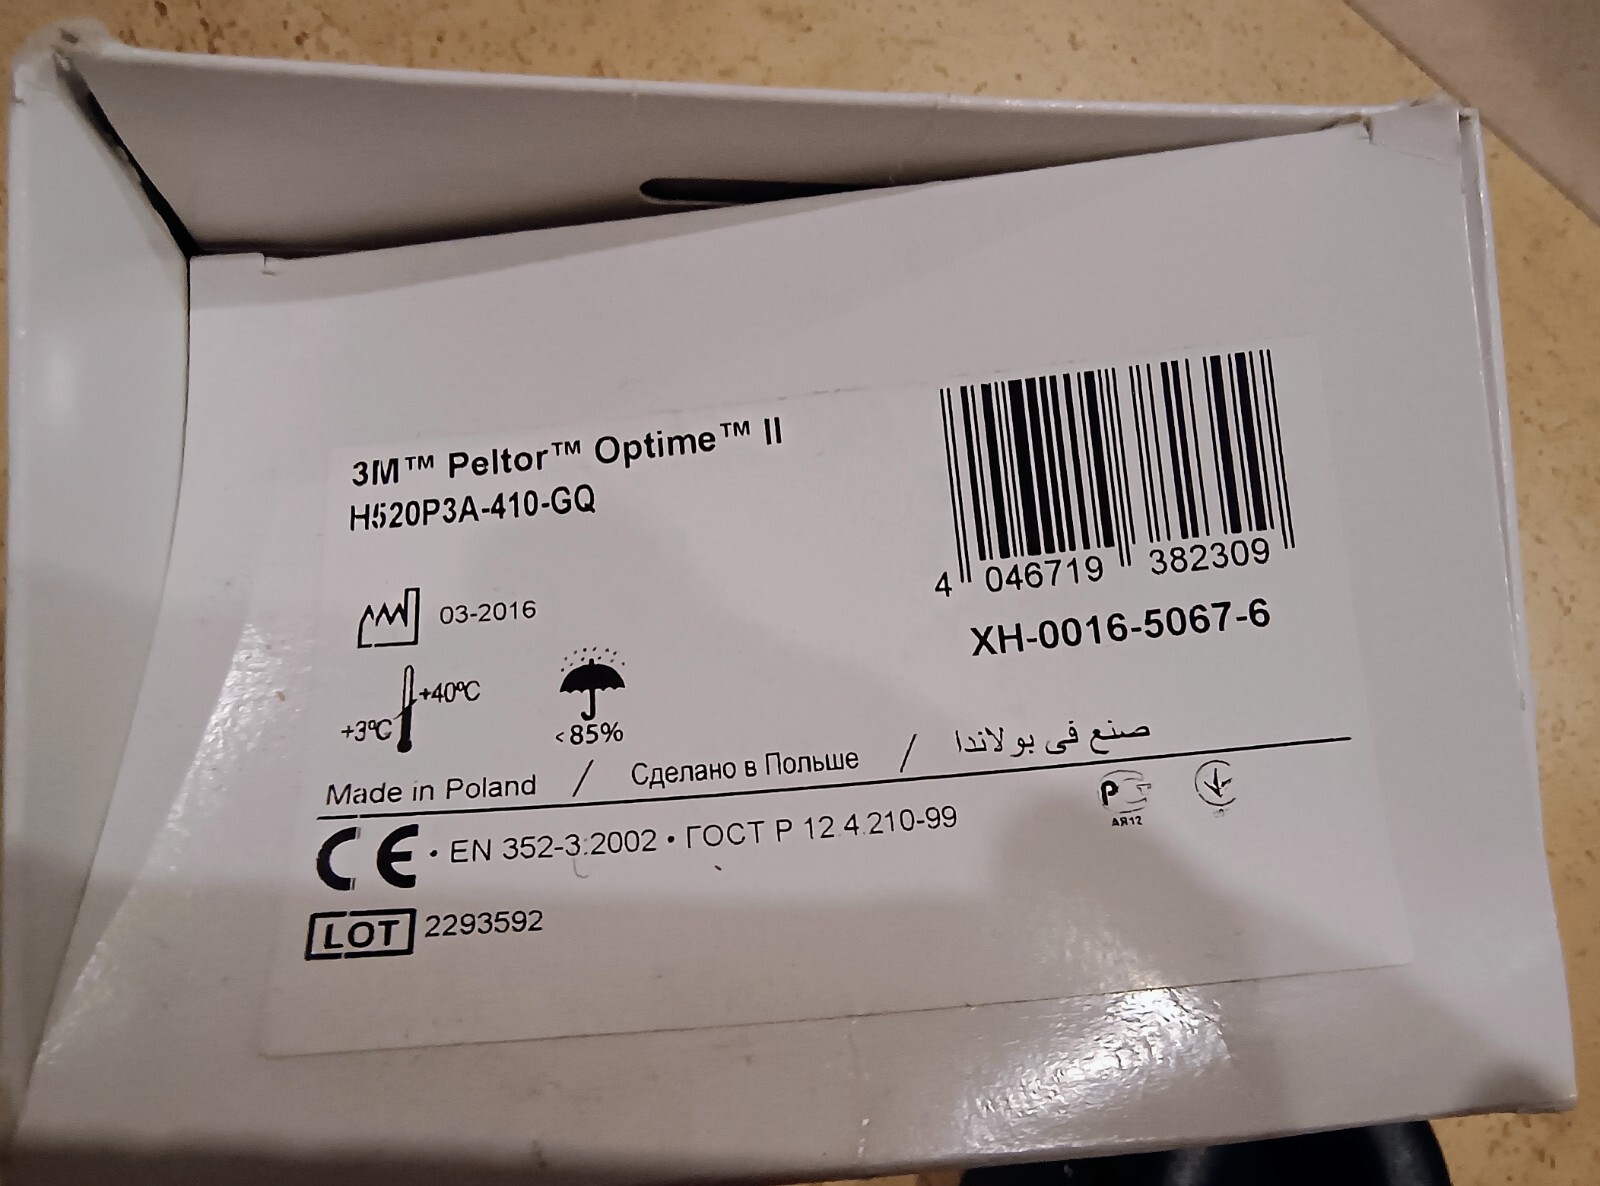 3M™ Peltor™ Optime™ II
H520P3A-410-GQ
4 046719 382309
XH-0016-5067-6
03-2016
+40°C
+3°C
<85%
Made in Poland / Сделано в Польше / صنع في بولاندا
CE • EN 352-3:2002 • ГОСТ Р 12.4.210-99
АЯ12
LOT 2293592